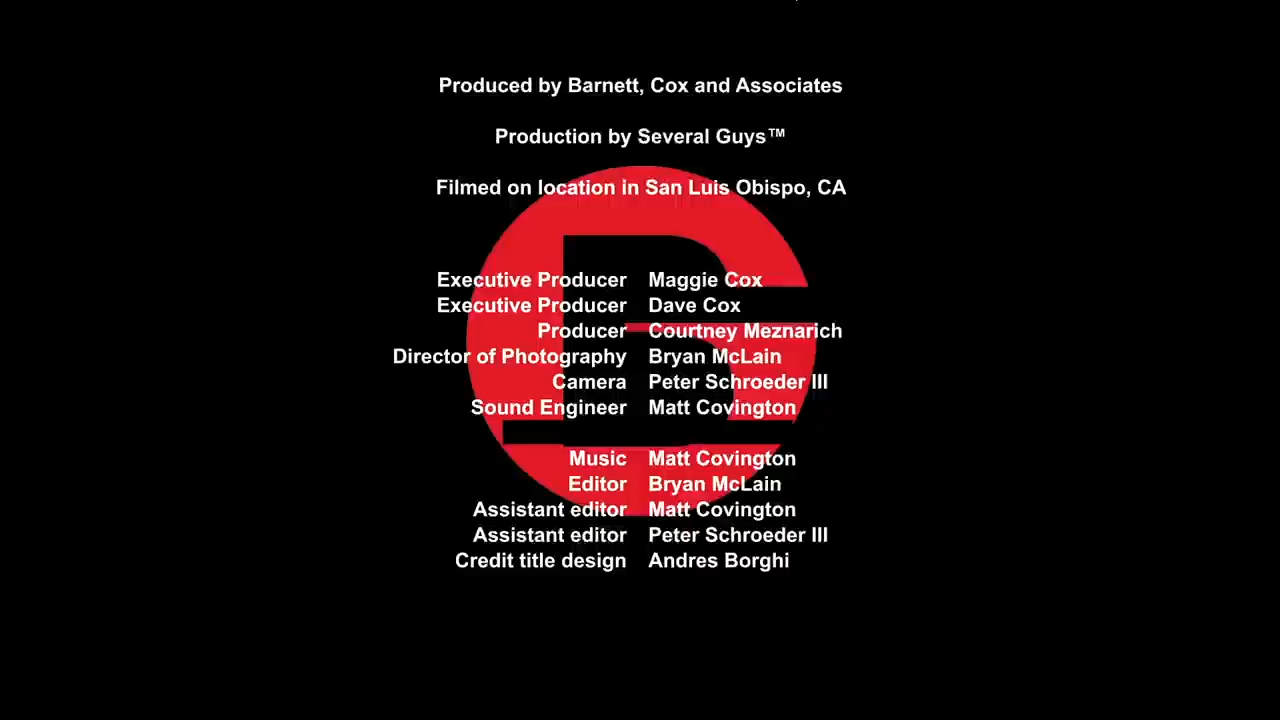 Produced by Barnett, Cox and Associates
Production by Several Guys™
Filmed on location in San Luis Obispo, CA
Executive Producer Maggie Cox
Executive Producer Dave Cox
Producer Courtney Meznarich
Director of Photography Bryan McLain
Camera Peter Schroeder III
Sound Engineer Matt Covington
Music Matt Covington
Editor Bryan McLain
Assistant editor Matt Covington
Assistant editor Peter Schroeder III
Credit title design Andres Borghi